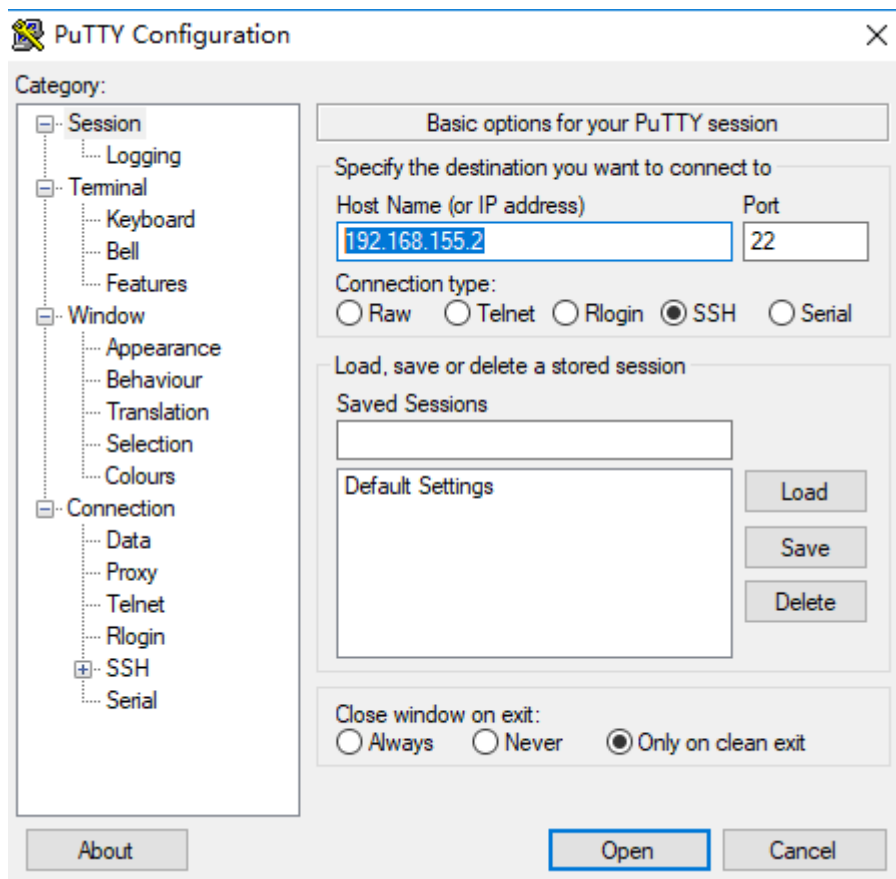 PuTTY Configuration
Category:
Session
Logging
Terminal
Keyboard
Bell
Features
Window
Appearance
Behaviour
Translation
Selection
Colours
Connection
Data
Proxy
Telnet
Rlogin
SSH
Serial
Basic options for your PuTTY session
Specify the destination you want to connect to
Host Name (or IP address) Port
192.168.155.2 22
Connection type:
Raw Telnet Rlogin SSH Serial
Load, save or delete a stored session
Saved Sessions
Default Settings
Load
Save
Delete
Close window on exit:
Always Never Only on clean exit
About Open Cancel